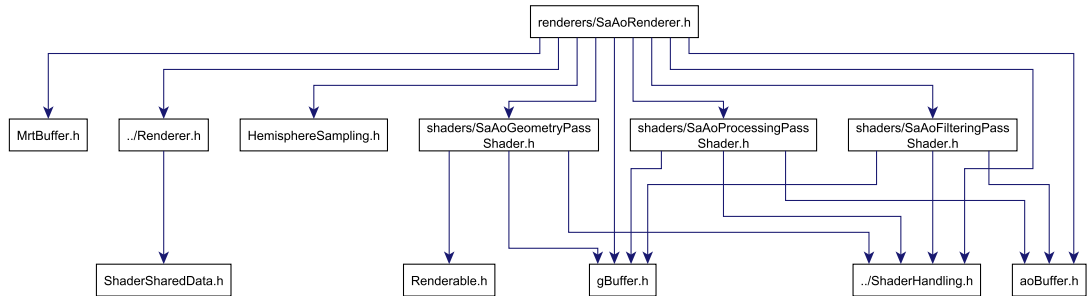 renderers/SaAoRenderer.h
MrtBuffer.h
../Renderer.h
HemisphereSampling.h
shaders/SaAoGeometryPass
Shader.h
shaders/SaAoProcessingPass
Shader.h
shaders/SaAoFilteringPass
Shader.h
ShaderSharedData.h
Renderable.h
gBuffer.h
../ShaderHandling.h
aoBuffer.h